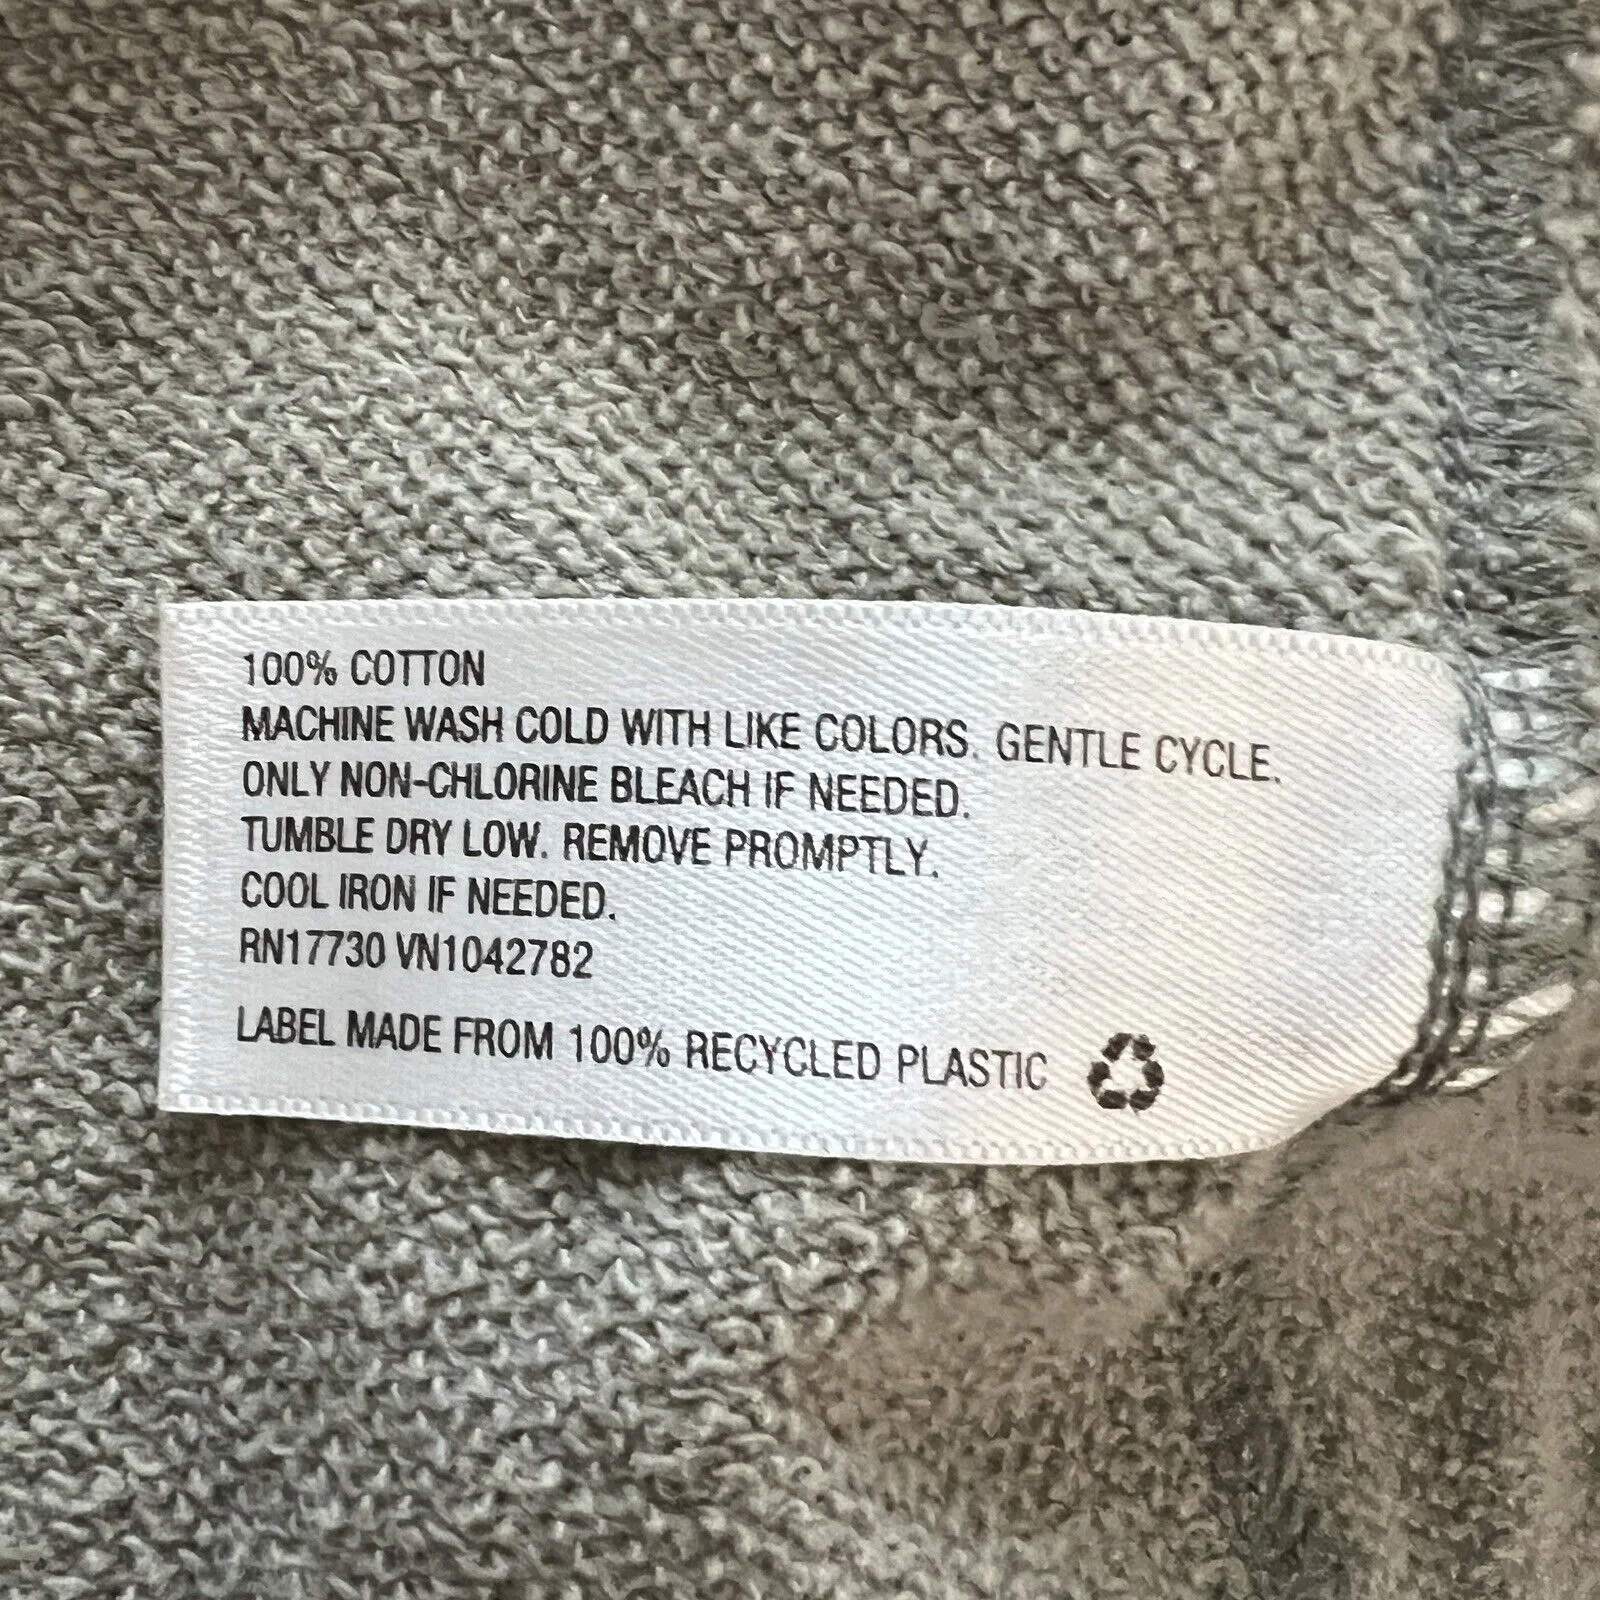 100% COTTON
MACHINE WASH COLD WITH LIKE COLORS. GENTLE CYCLE.
ONLY NON-CHLORINE BLEACH IF NEEDED.
TUMBLE DRY LOW. REMOVE PROMPTLY.
COOL IRON IF NEEDED.
RN17730 VN1042782
LABEL MADE FROM 100% RECYCLED PLASTIC